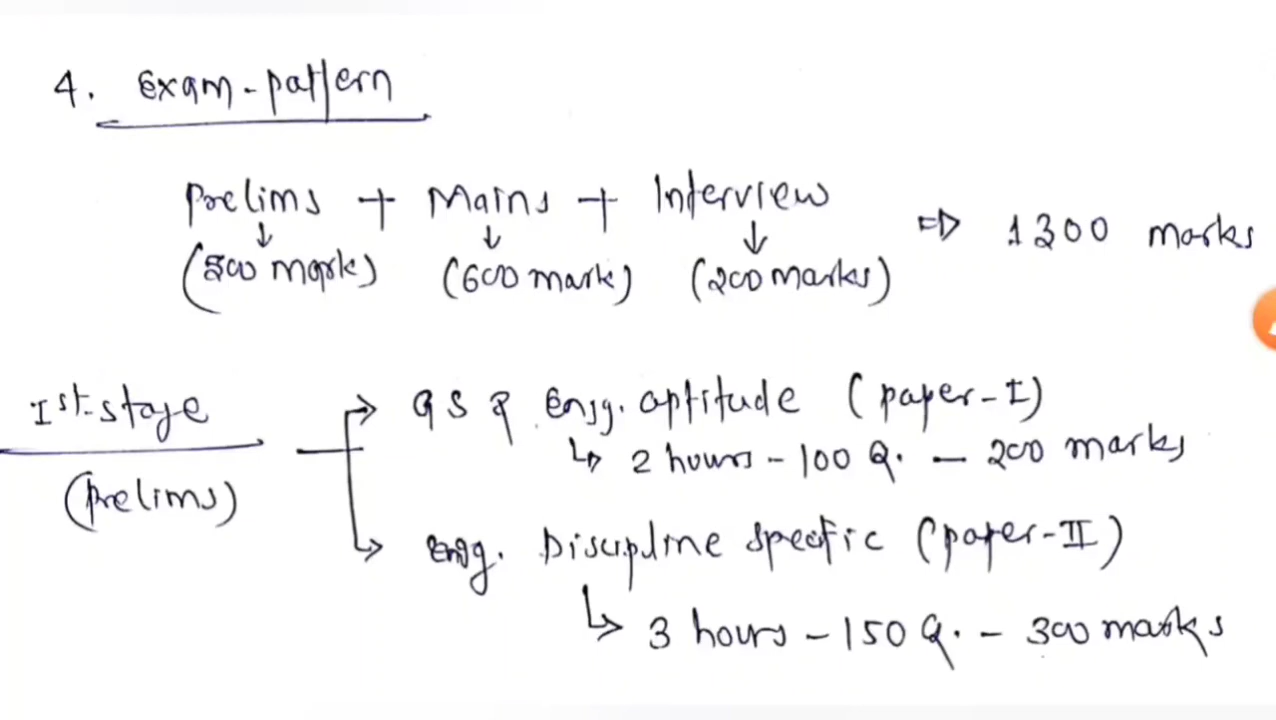 4. Exam-pattern
Prelims + Mains + Interview ⇒ 1300 marks
↓ ↓ ↓
(500 mark) (600 mark) (200 marks)
Ist-stage
(prelims)
→ GS & Engg. aptitude (paper-I)
↳ 2 hours - 100 Q. - 200 marks
→ Engg. Discipline specific (paper-II)
↳ 3 hours - 150 Q. - 300 marks